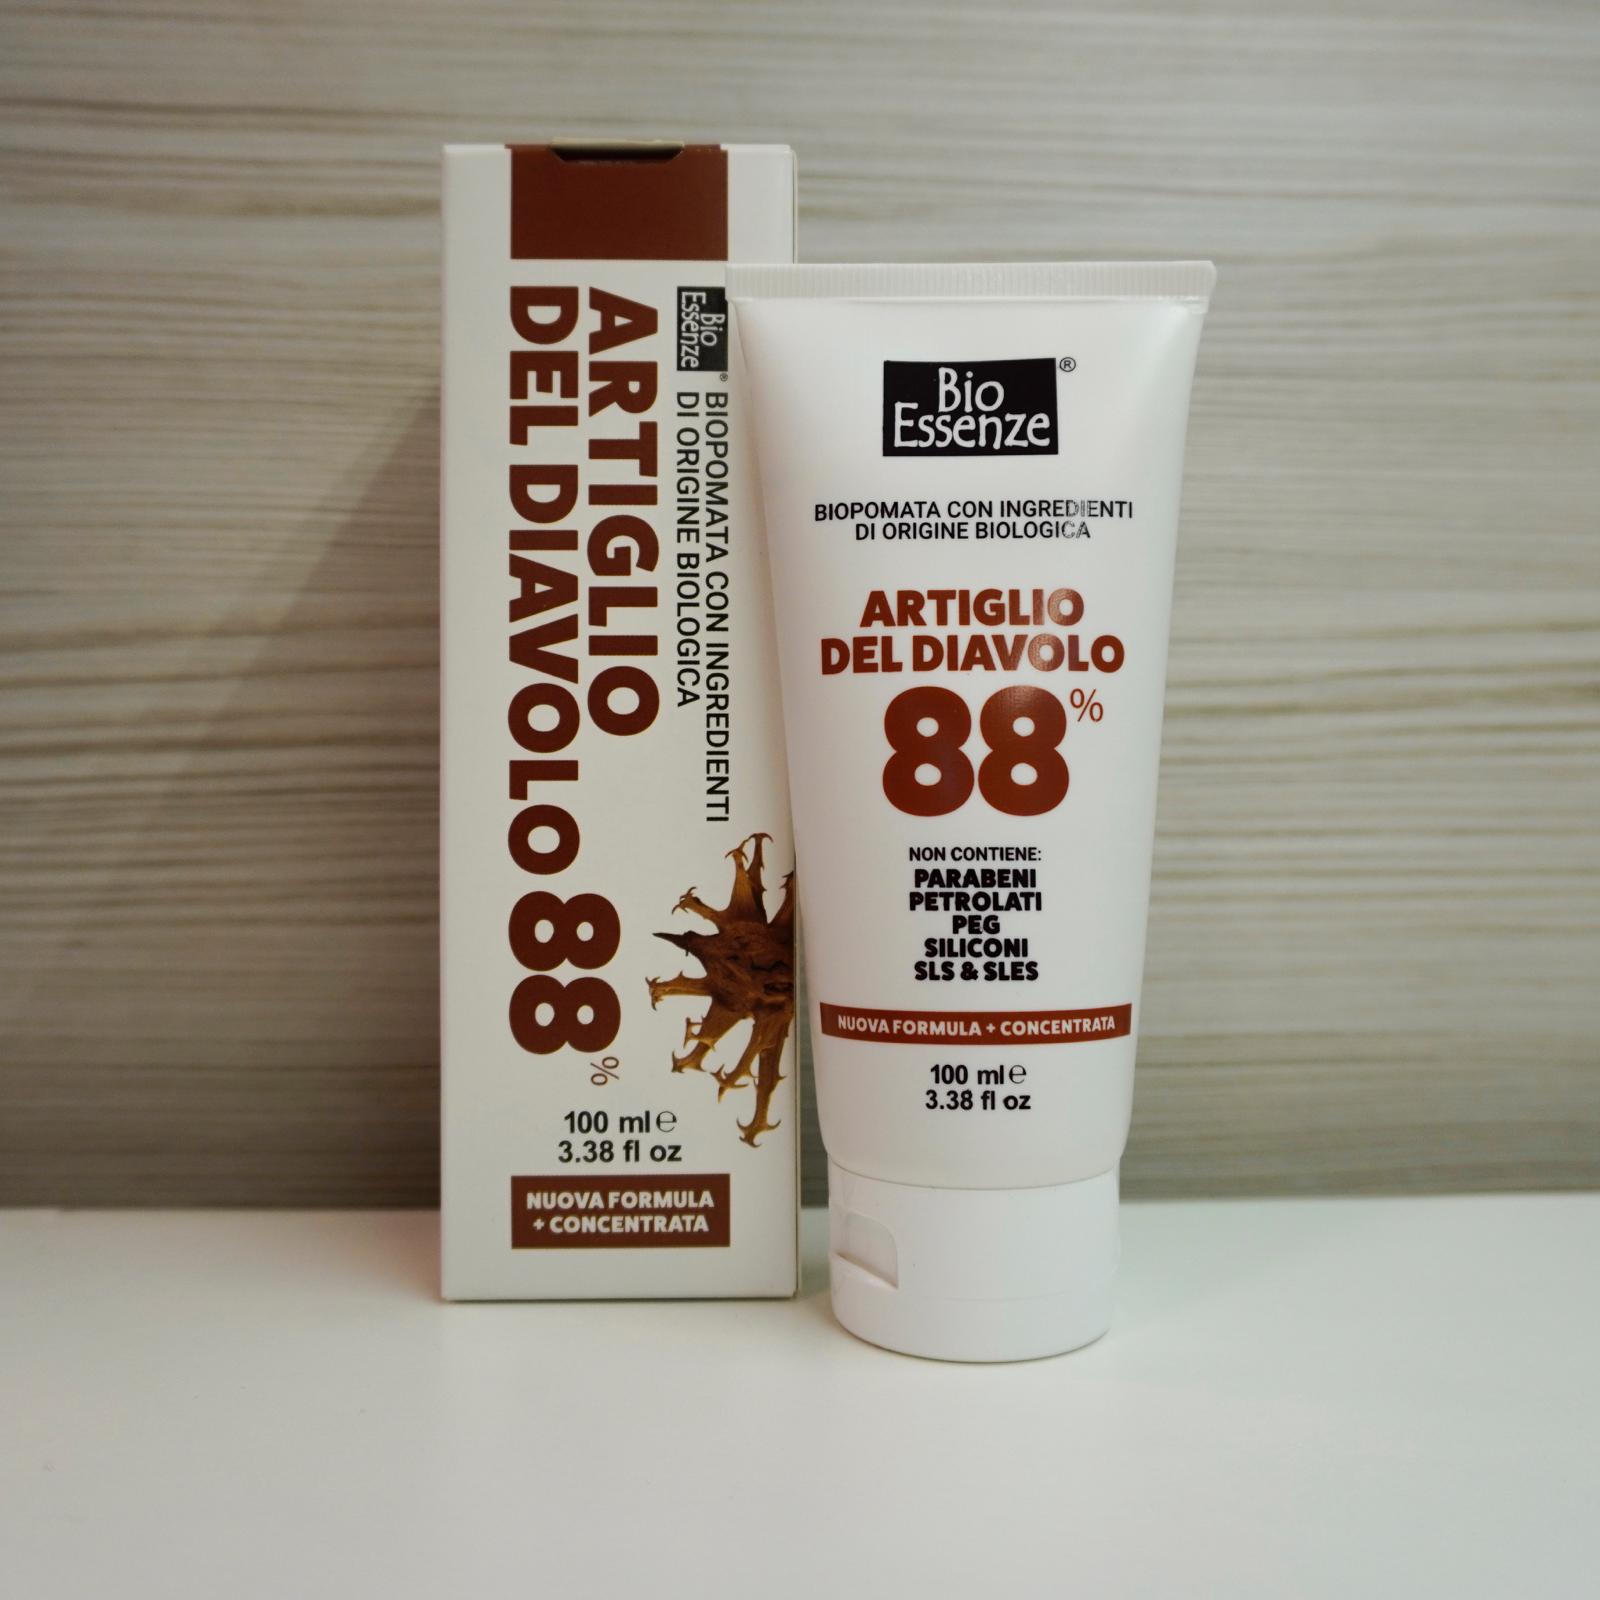 Bio
Essenze
®
BIOPOMATA CON INGREDIENTI
DI ORIGINE BIOLOGICA
ARTIGLIO
DEL DIAVOLO 88%
100 ml ℮
3.38 fl oz
NUOVA FORMULA
+ CONCENTRATA
Bio
Essenze
®
BIOPOMATA CON INGREDIENTI
DI ORIGINE BIOLOGICA
ARTIGLIO
DEL DIAVOLO
88%
NON CONTIENE:
PARABENI
PETROLATI
PEG
SILICONI
SLS & SLES
NUOVA FORMULA + CONCENTRATA
100 ml ℮
3.38 fl oz